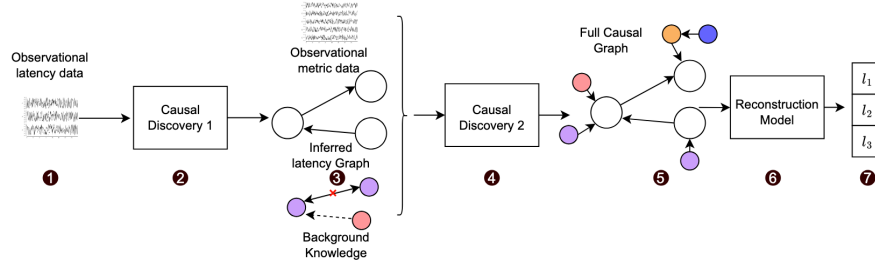 Observational
latency data
Causal
Discovery 1
Observational
metric data
Inferred
latency Graph
Background
Knowledge
Causal
Discovery 2
Full Causal
Graph
Reconstruction
Model
l₁
l₂
l₃
1
2
3
4
5
6
7